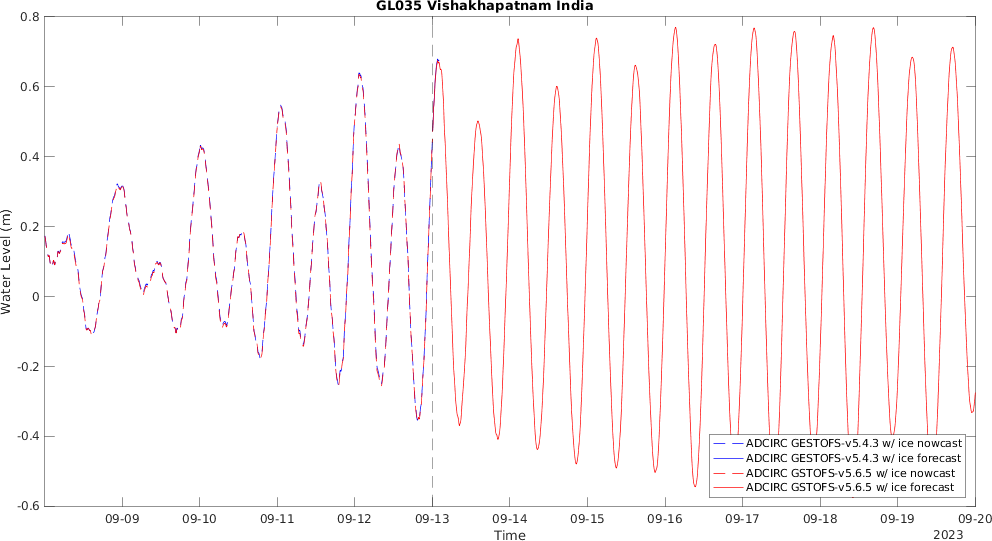 GL035 Vishakhapatnam India
0.8
0.6
0.4
0.2
0
-0.2
-0.4
-0.6
Water Level (m)
ADCIRC GESTOFS-v5.4.3 w/ ice nowcast
ADCIRC GESTOFS-v5.4.3 w/ ice forecast
ADCIRC GSTOFS-v5.6.5 w/ ice nowcast
ADCIRC GSTOFS-v5.6.5 w/ ice forecast
09-09 09-10 09-11 09-12 09-13 09-14 09-15 09-16 09-17 09-18 09-19 09-20
Time
2023